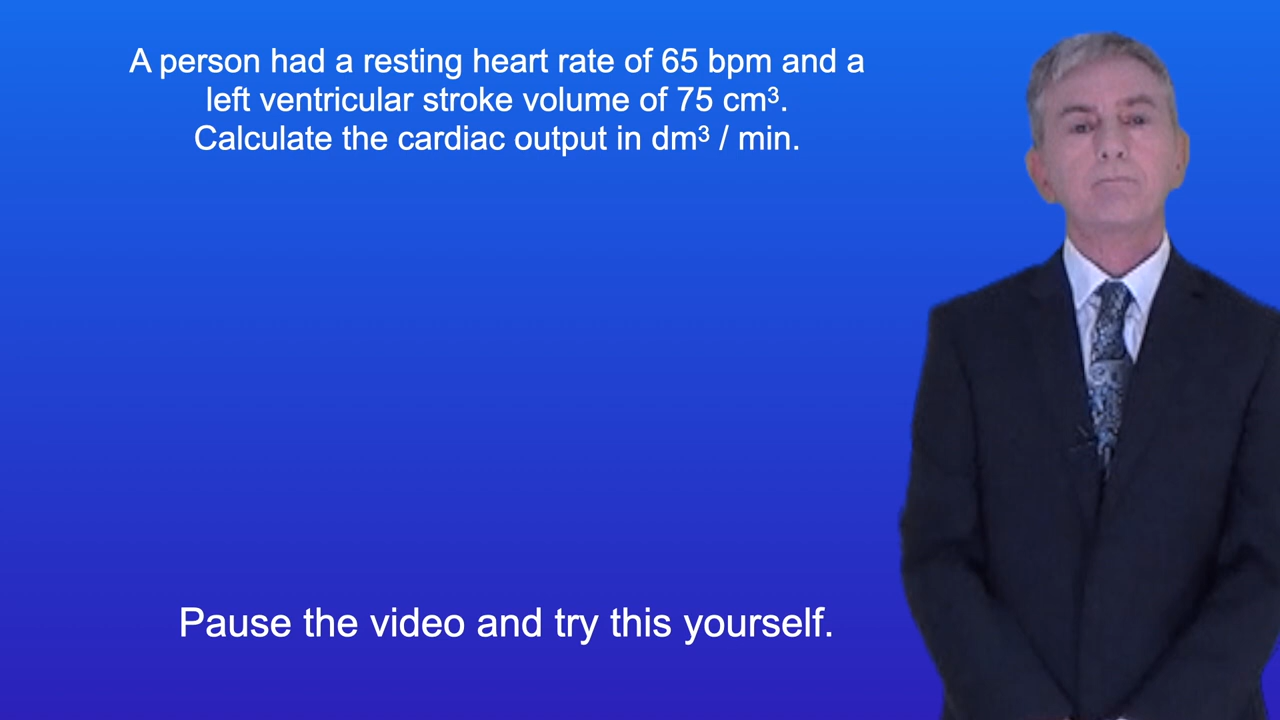 A person had a resting heart rate of 65 bpm and a
left ventricular stroke volume of 75 cm³.
Calculate the cardiac output in dm³ / min.
Pause the video and try this yourself.